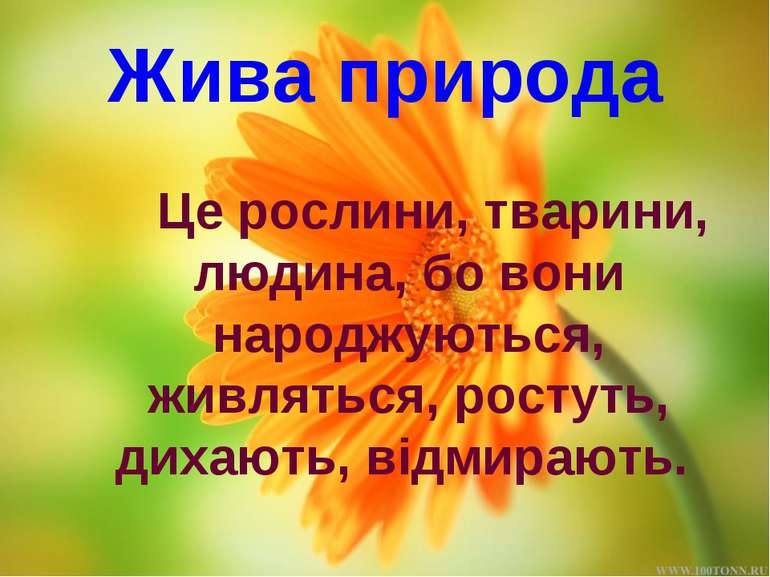 Жива природа
Це рослини, тварини,
людина, бо вони
народжуються,
живляться, ростуть,
дихають, відмирають.
WWW.100TONN.RU